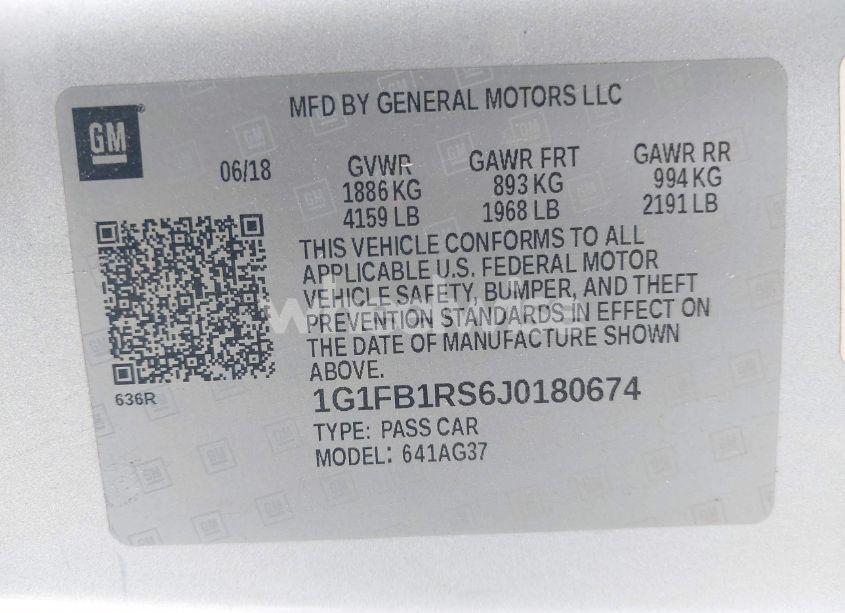 MFD BY GENERAL MOTORS LLC
GM
06/18
GVWR GAWR FRT GAWR RR
1886 KG 893 KG 994 KG
4159 LB 1968 LB 2191 LB
THIS VEHICLE CONFORMS TO ALL
APPLICABLE U.S. FEDERAL MOTOR
VEHICLE SAFETY, BUMPER, AND THEFT
PREVENTION STANDARDS IN EFFECT ON
THE DATE OF MANUFACTURE SHOWN
ABOVE.
636R
1G1FB1RS6J0180674
TYPE: PASS CAR
MODEL: 641AG37